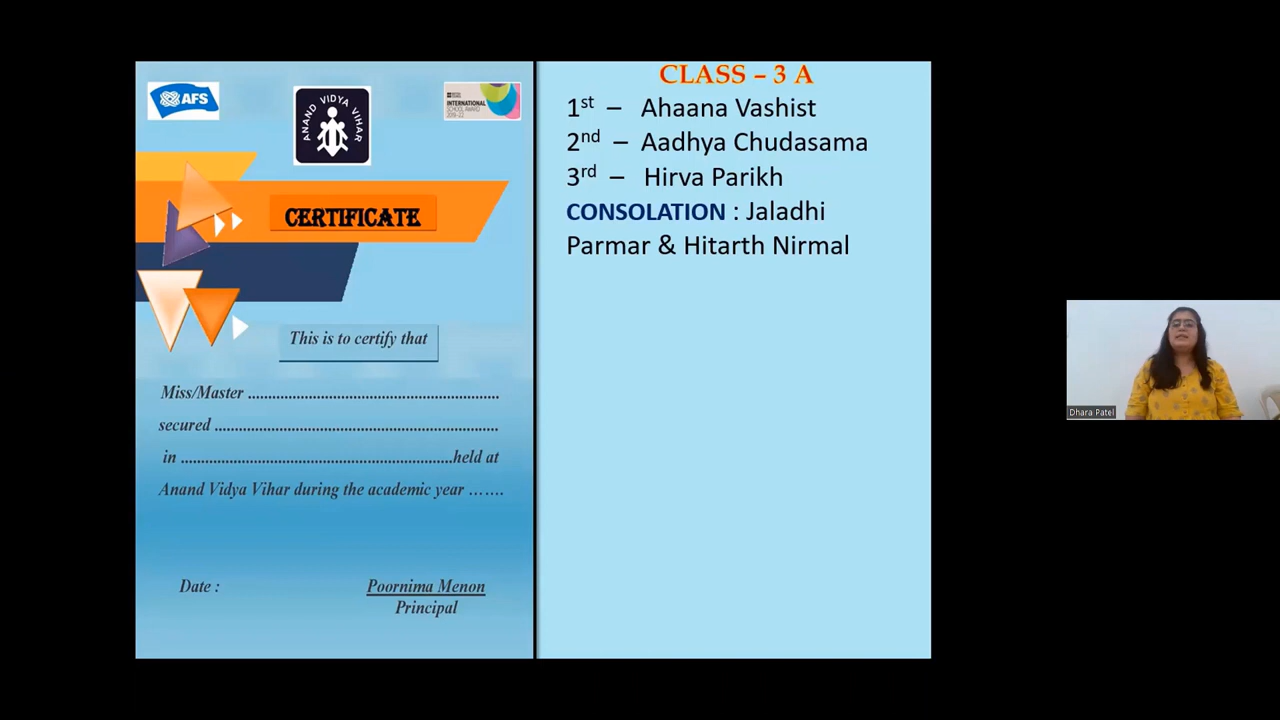 AFS
ANAND VIDYA VIHAR
INTERNATIONAL
SCHOOL AWARD
2019-22
CERTIFICATE
This is to certify that
Miss/Master ..............................................................
secured ......................................................................
in ...................................................................held at
Anand Vidya Vihar during the academic year …….
Date :
Poornima Menon
Principal
CLASS – 3 A
1st – Ahaana Vashist
2nd – Aadhya Chudasama
3rd – Hirva Parikh
CONSOLATION : Jaladhi
Parmar & Hitarth Nirmal
Dhara Patel